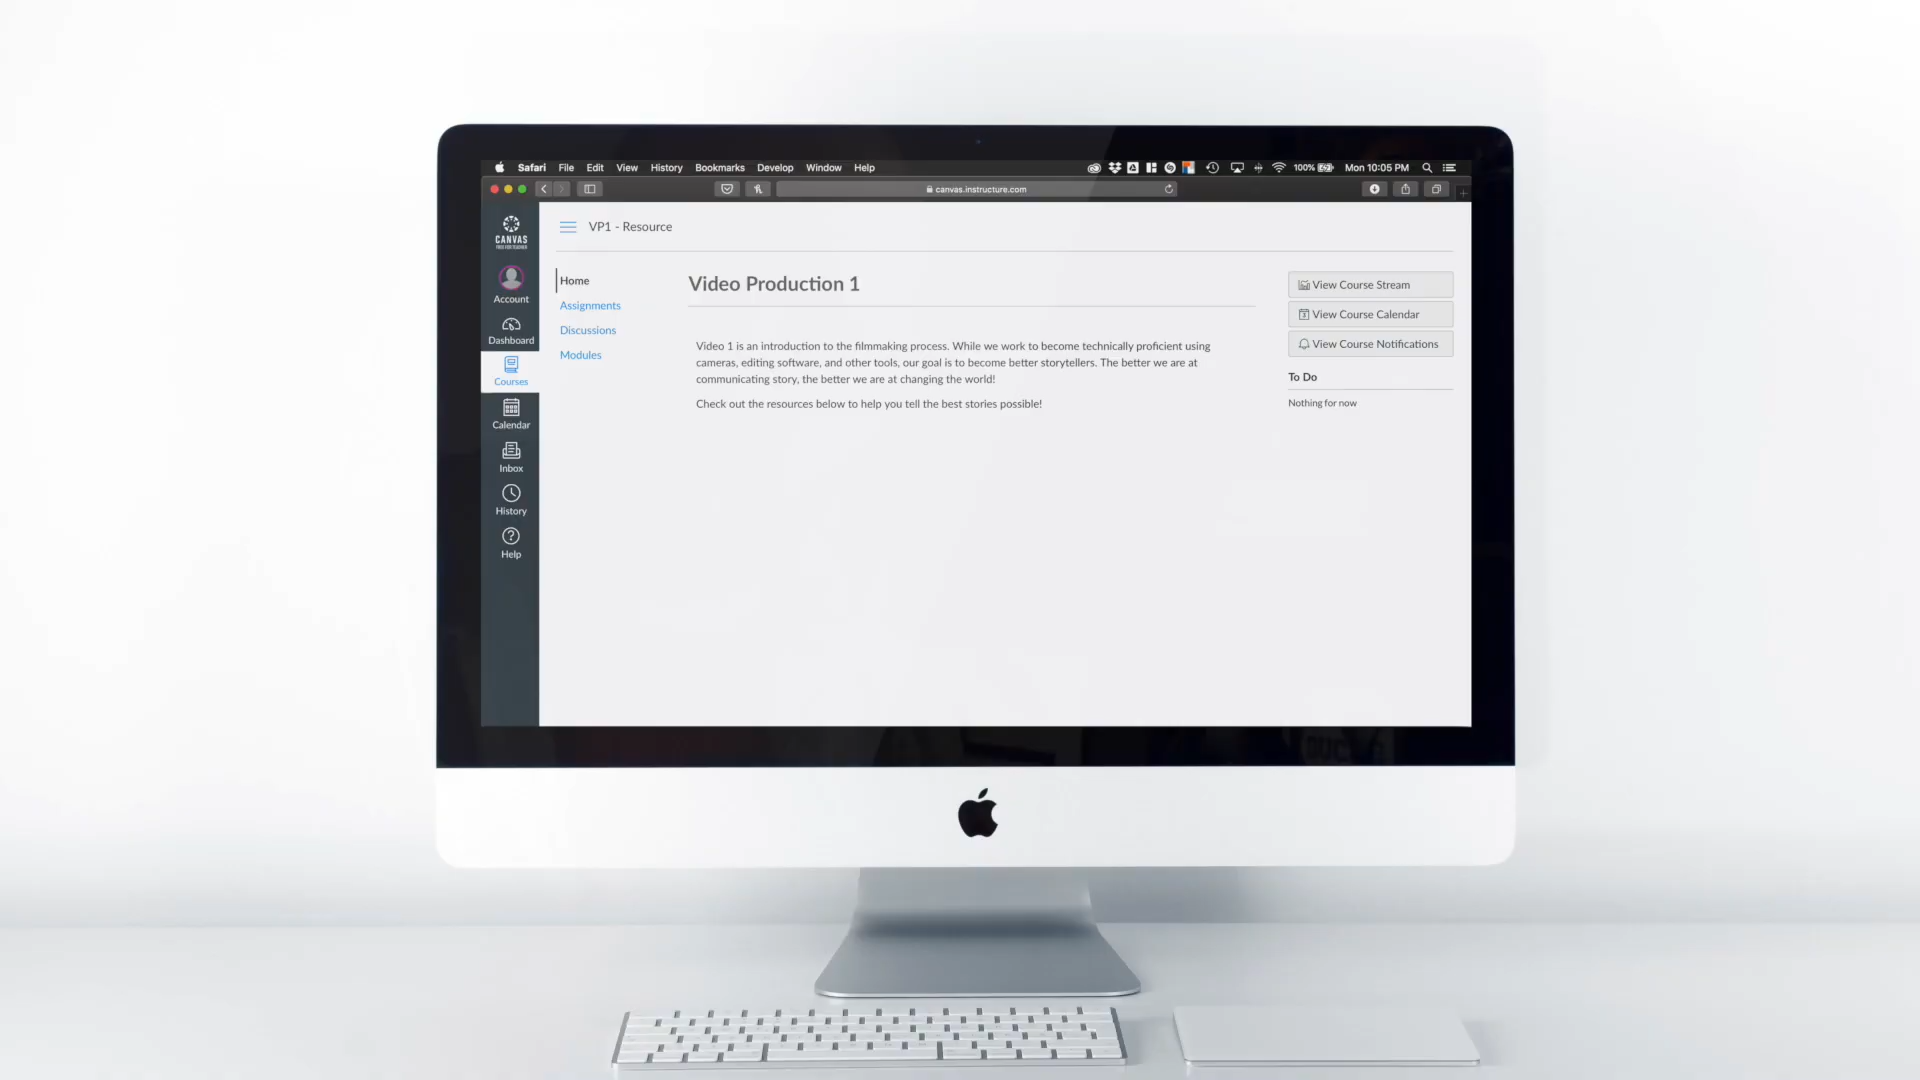 Safari File Edit View History Bookmarks Develop Window Help 100% Mon 10:05 PM
canvas.instructure.com
CANVAS
FREE FOR TEACHER
Account
Dashboard
Courses
Calendar
Inbox
History
Help
VP1 - Resource
Home
Assignments
Discussions
Modules
Video Production 1
Video 1 is an introduction to the filmmaking process. While we work to become technically proficient using
cameras, editing software, and other tools, our goal is to become better storytellers. The better we are at
communicating story, the better we are at changing the world!
Check out the resources below to help you tell the best stories possible!
View Course Stream
View Course Calendar
View Course Notifications
To Do
Nothing for now